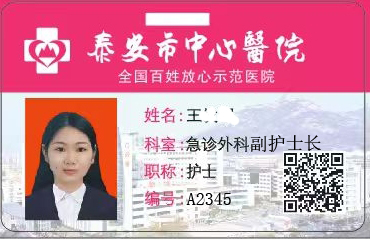 泰安市中心醫院
全国百姓放心示范医院
姓名:王
科室:急诊外科副护士长
职称:护士
编号:A2345